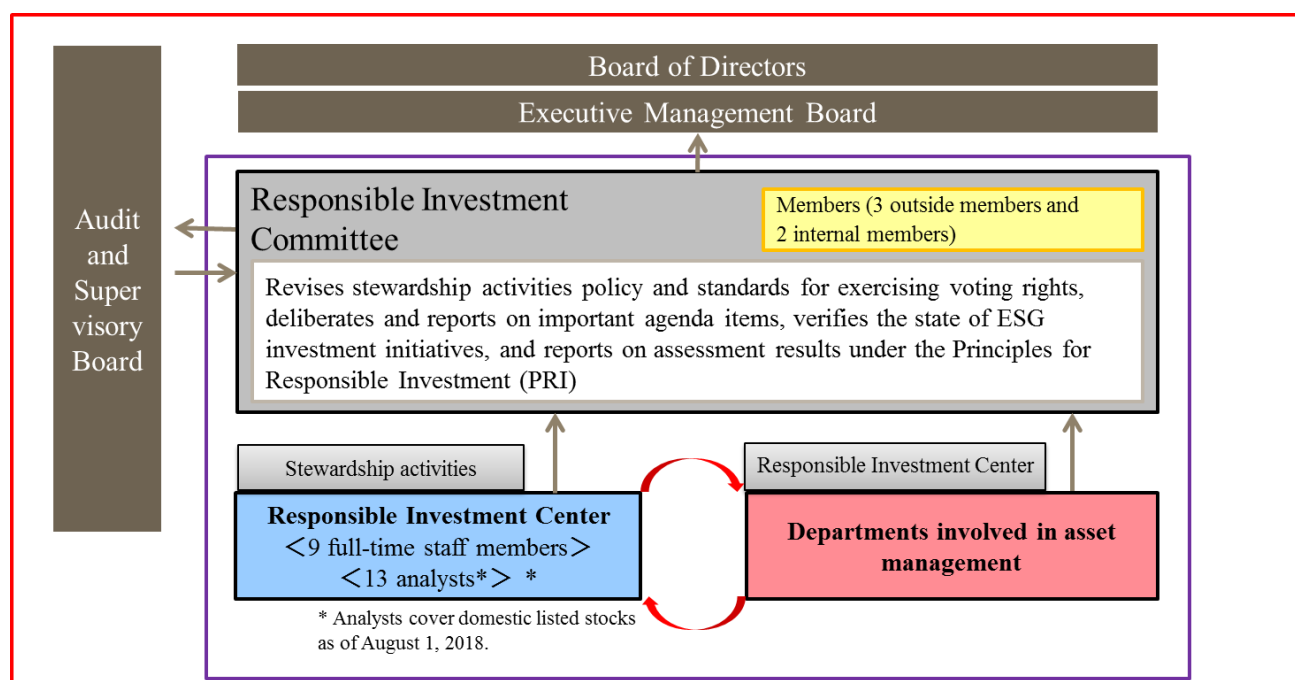 Board of Directors
Executive Management Board
Audit
and
Super
visory
Board
Responsible Investment
Committee
Members (3 outside members and
2 internal members)
Revises stewardship activities policy and standards for exercising voting rights,
deliberates and reports on important agenda items, verifies the state of ESG
investment initiatives, and reports on assessment results under the Principles for
Responsible Investment (PRI)
Stewardship activities
Responsible Investment Center
<9 full-time staff members>
<13 analysts*> *
* Analysts cover domestic listed stocks
as of August 1, 2018.
Responsible Investment Center
Departments involved in asset
management